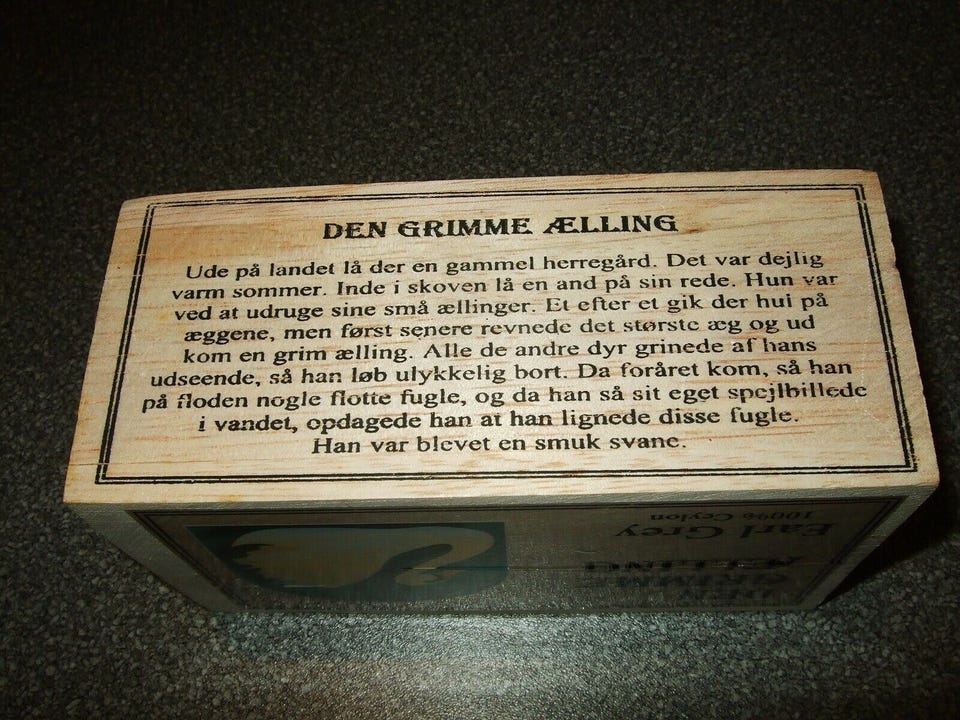 DEN GRIMME ÆLLING
Ude på landet lå der en gammel herregård. Det var dejlig
varm sommer. Inde i skoven lå en and på sin rede. Hun var
ved at udruge sine små ællinger. Et efter et gik der hul på
æggene, men først senere revnede det største æg og ud
kom en grim ælling. Alle de andre dyr grinede af hans
udseende, så han løb ulykkelig bort. Da foråret kom, så han
på floden nogle flotte fugle, og da han så sit eget spejlbillede
i vandet, opdagede han at han lignede disse fugle.
Han var blevet en smuk svane.
100% Ceylon
Earl Grey
ÆLLING
GRIMME
DEN